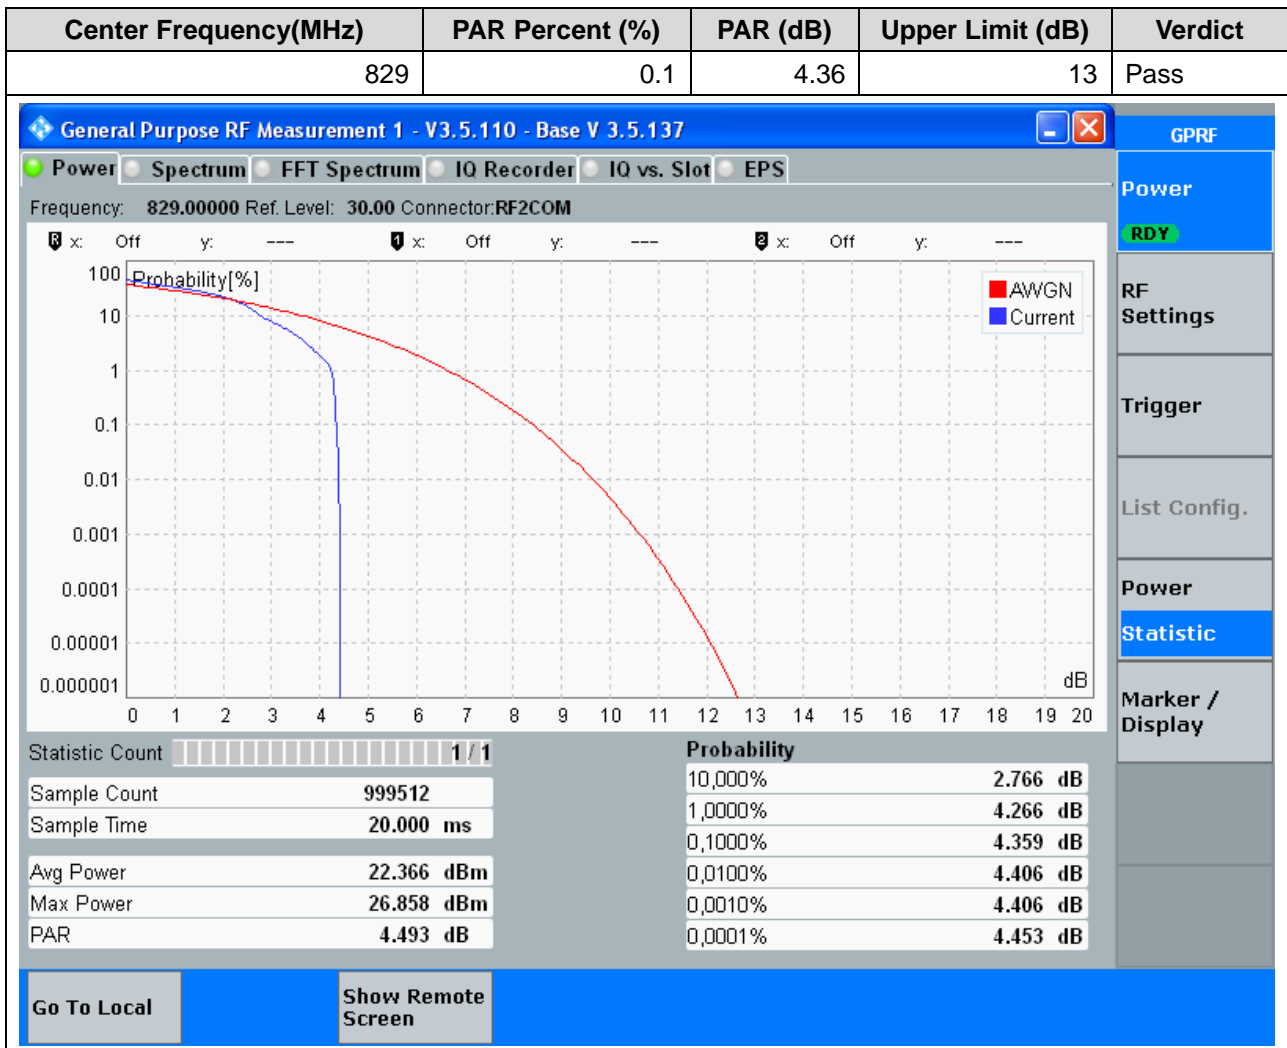 Center Frequency(MHz) PAR Percent (%) PAR (dB) Upper Limit (dB) Verdict
829 0.1 4.36 13 Pass
General Purpose RF Measurement 1 - V3.5.110 - Base V 3.5.137
GPRF
Power Spectrum FFT Spectrum IQ Recorder IQ vs. Slot EPS
Power
RDY
Frequency: 829.00000 Ref. Level: 30.00 Connector:RF2COM
R x: Off y: --- 1 x: Off y: --- 2 x: Off y: ---
Probability[%]
100
10
1
0.1
0.01
0.001
0.0001
0.00001
0.000001
AWGN
Current
dB
0 1 2 3 4 5 6 7 8 9 10 11 12 13 14 15 16 17 18 19 20
RF
Settings
Trigger
List Config.
Power
Statistic
Marker /
Display
Statistic Count 1 / 1
Sample Count 999512
Sample Time 20.000 ms
Avg Power 22.366 dBm
Max Power 26.858 dBm
PAR 4.493 dB
Probability
10,000% 2.766 dB
1,0000% 4.266 dB
0,1000% 4.359 dB
0,0100% 4.406 dB
0,0010% 4.406 dB
0,0001% 4.453 dB
Go To Local
Show Remote
Screen